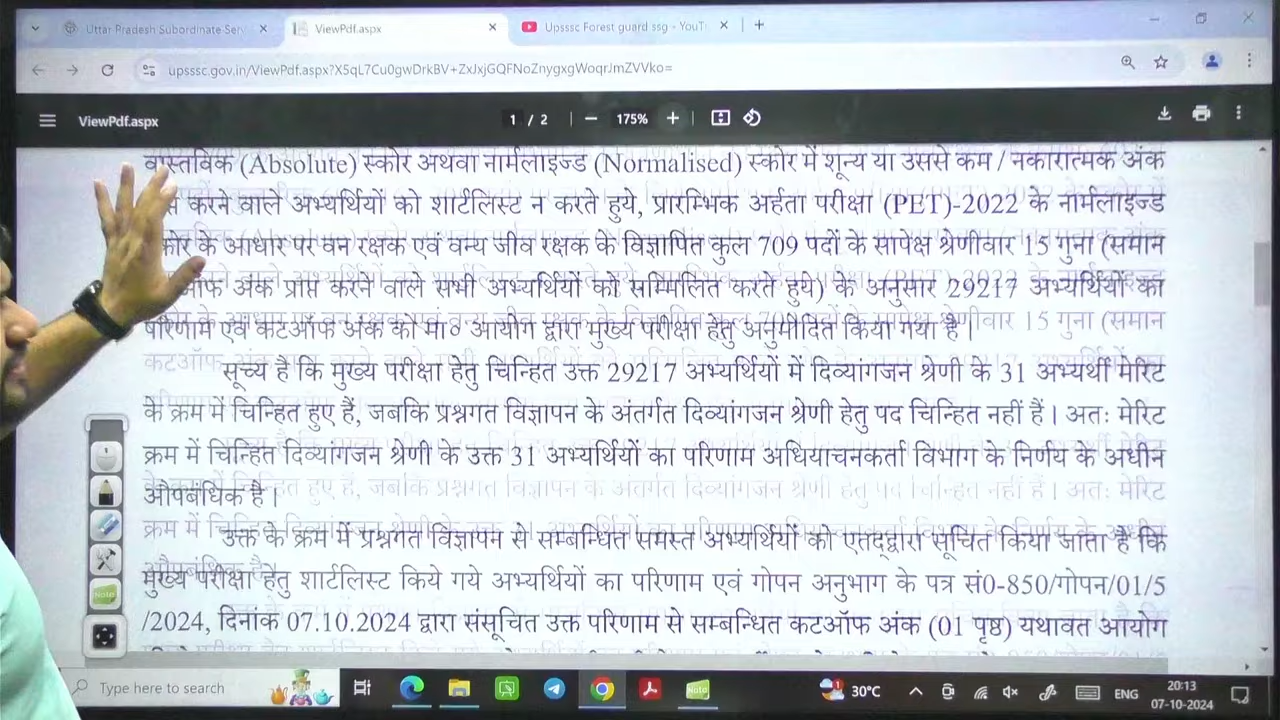 Uttar Pradesh Subordinate Serv
ViewPdf.aspx
Upsssc Forest guard ssg - YouT
upsssc.gov.in/ViewPdf.aspx?X5qL7Cu0gwDrkBV+ZxJxjGQFNoZnygxgWoqrJmZVVko=
ViewPdf.aspx
1 / 2
175%
वास्तविक (Absolute) स्कोर अथवा नार्मलाइज्ड (Normalised) स्कोर में शून्य या उससे कम / नकारात्मक अंक
करने वाले अभ्यर्थियों को शार्टलिस्ट न करते हुये, प्रारम्भिक अर्हता परीक्षा (PET)-2022 के नार्मलाइज्ड
के आधार पर वन रक्षक एवं वन्य जीव रक्षक के विज्ञापित कुल 709 पदों के सापेक्ष श्रेणीवार 15 गुना (समान
अंक प्राप्त करने वाले सभी अभ्यर्थियों को सम्मिलित करते हुये) के अनुसार 29217 अभ्यर्थियों का
परिणाम एवं कटऑफ अंक को मा० आयोग द्वारा मुख्य परीक्षा हेतु अनुमोदित किया गया है।
सूच्य है कि मुख्य परीक्षा हेतु चिन्हित उक्त 29217 अभ्यर्थियों में दिव्यांगजन श्रेणी के 31 अभ्यर्थी मेरिट
के क्रम में चिन्हित हुए हैं, जबकि प्रश्नगत विज्ञापन के अंतर्गत दिव्यांगजन श्रेणी हेतु पद चिन्हित नहीं हैं। अतः मेरिट
क्रम में चिन्हित दिव्यांगजन श्रेणी के उक्त 31 अभ्यर्थियों का परिणाम अधियाचनकर्ता विभाग के निर्णय के अधीन
औपबंधिक है।
उक्त के क्रम में प्रश्नगत विज्ञापन से सम्बन्धित समस्त अभ्यर्थियों को एतद्द्वारा सूचित किया जाता है कि
मुख्य परीक्षा हेतु शार्टलिस्ट किये गये अभ्यर्थियों का परिणाम एवं गोपन अनुभाग के पत्र सं0-850/गोपन/01/5
/2024, दिनांक 07.10.2024 द्वारा संसूचित उक्त परिणाम से सम्बन्धित कटऑफ अंक (01 पृष्ठ) यथावत आयोग
Note
Type here to search
Note
1
30°C
ENG
20:13
07-10-2024